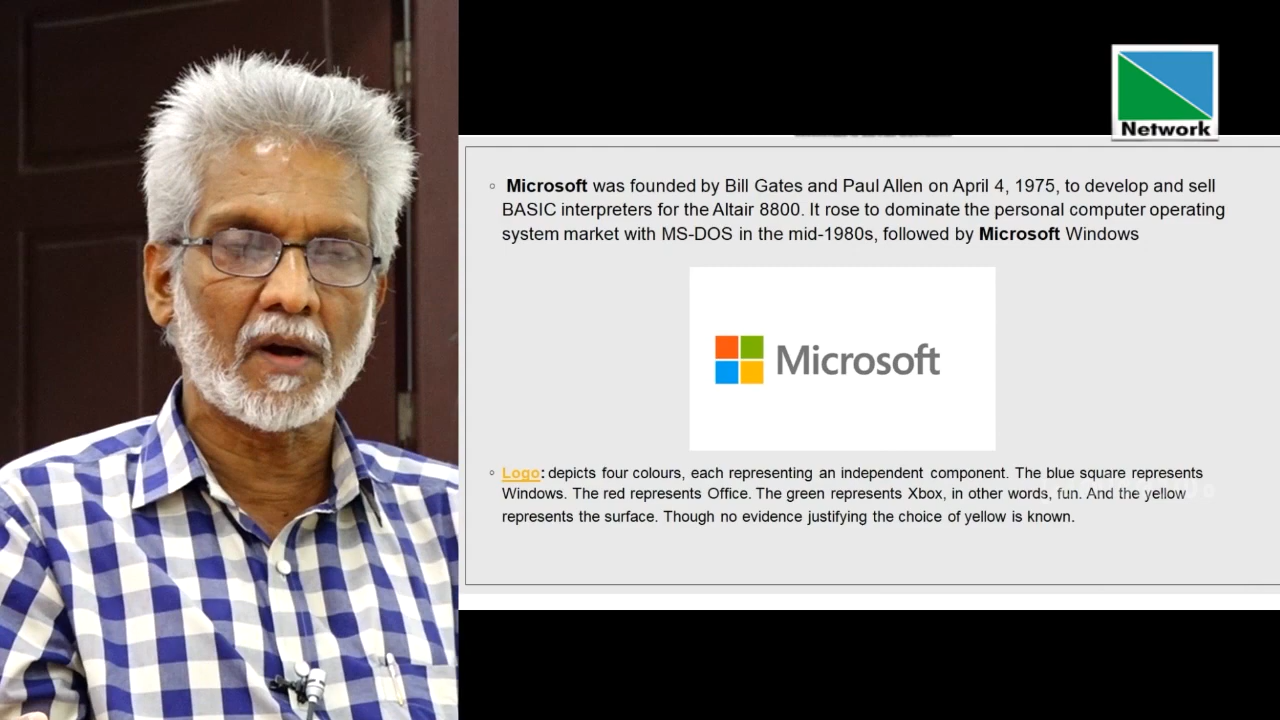 Network
Microsoft was founded by Bill Gates and Paul Allen on April 4, 1975, to develop and sell
BASIC interpreters for the Altair 8800. It rose to dominate the personal computer operating
system market with MS-DOS in the mid-1980s, followed by Microsoft Windows
Microsoft
Logo: depicts four colours, each representing an independent component. The blue square represents
Windows. The red represents Office. The green represents Xbox, in other words, fun. And the yellow
represents the surface. Though no evidence justifying the choice of yellow is known.